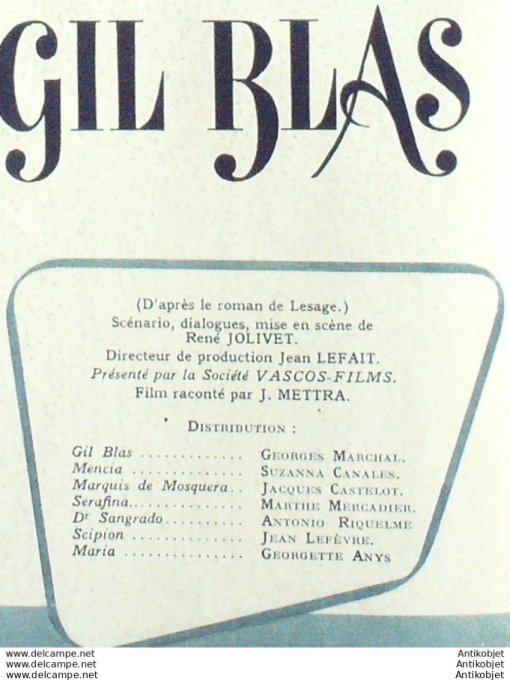 GIL BLAS
(D'après le roman de Lesage.)
Scénario, dialogues, mise en scène de
René JOLIVET.
Directeur de production Jean LEFAIT.
Présenté par la Société VASCOS-FILMS.
Film raconté par J. METTRA.
DISTRIBUTION :
Gil Blas ............. GEORGES MARCHAL.
Mencia .............. SUZANNA CANALES.
Marquis de Mosquera.. JACQUES CASTELOT.
Serafina.............. MARTHE MERCADIER.
Dr Sangrado.......... ANTONIO RIQUELME
Scipion .............. JEAN LEFÈVRE.
Maria ............... GEORGETTE ANYS
www.delcampe.net Antikobjet
www.delcampe.net Antikobjet
www.delcampe.net Antikobjet